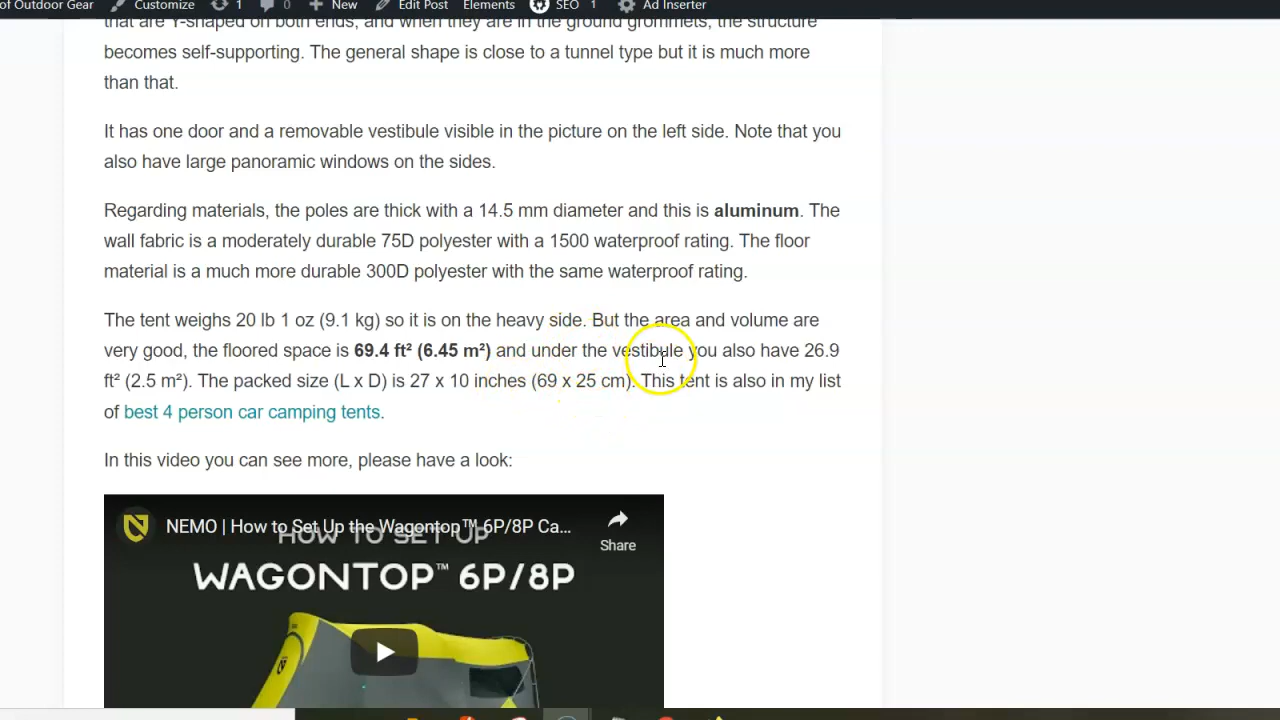 of Outdoor Gear Customize 1 0 New Edit Post Elements SEO 1 Ad Inserter
that are Y-shaped on both ends, and when they are in the ground grommets, the structure
becomes self-supporting. The general shape is close to a tunnel type but it is much more
than that.
It has one door and a removable vestibule visible in the picture on the left side. Note that you
also have large panoramic windows on the sides.
Regarding materials, the poles are thick with a 14.5 mm diameter and this is aluminum. The
wall fabric is a moderately durable 75D polyester with a 1500 waterproof rating. The floor
material is a much more durable 300D polyester with the same waterproof rating.
The tent weighs 20 lb 1 oz (9.1 kg) so it is on the heavy side. But the area and volume are
very good, the floored space is 69.4 ft² (6.45 m²) and under the vestibule you also have 26.9
ft² (2.5 m²). The packed size (L x D) is 27 x 10 inches (69 x 25 cm). This tent is also in my list
of best 4 person car camping tents.
In this video you can see more, please have a look:
NEMO | How to Set Up the Wagontop™ 6P/8P Ca...
Share
HOW TO SET UP
WAGONTOP™ 6P/8P